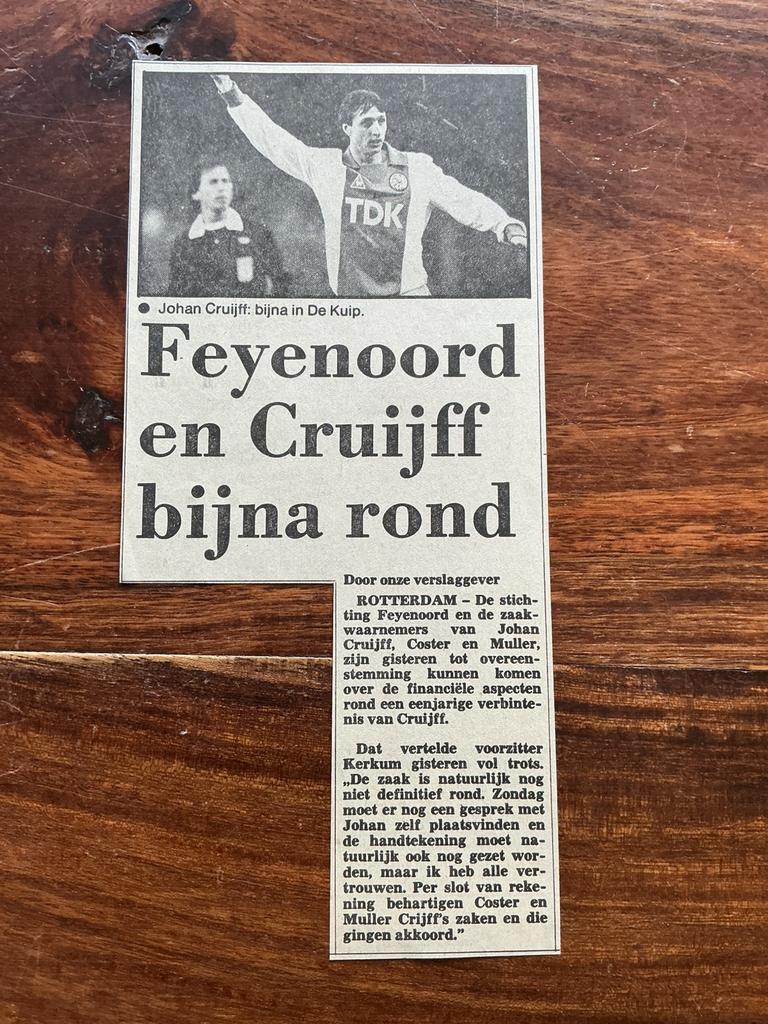 TDK
● Johan Cruijff: bijna in De Kuip.
Feyenoord
en Cruijff
bijna rond
Door onze verslaggever
ROTTERDAM – De stich-
ting Feyenoord en de zaak-
waarnemers van Johan
Cruijff, Coster en Muller,
zijn gisteren tot overeen-
stemming kunnen komen
over de financiële aspecten
rond een eenjarige verbinte-
nis van Cruijff.
Dat vertelde voorzitter
Kerkum gisteren vol trots.
„De zaak is natuurlijk nog
niet definitief rond. Zondag
moet er nog een gesprek met
Johan zelf plaatsvinden en
de handtekening moet na-
tuurlijk ook nog gezet wor-
den, maar ik heb alle ver-
trouwen. Per slot van reke-
ning behartigen Coster en
Muller Crijff's zaken en die
gingen akkoord.”